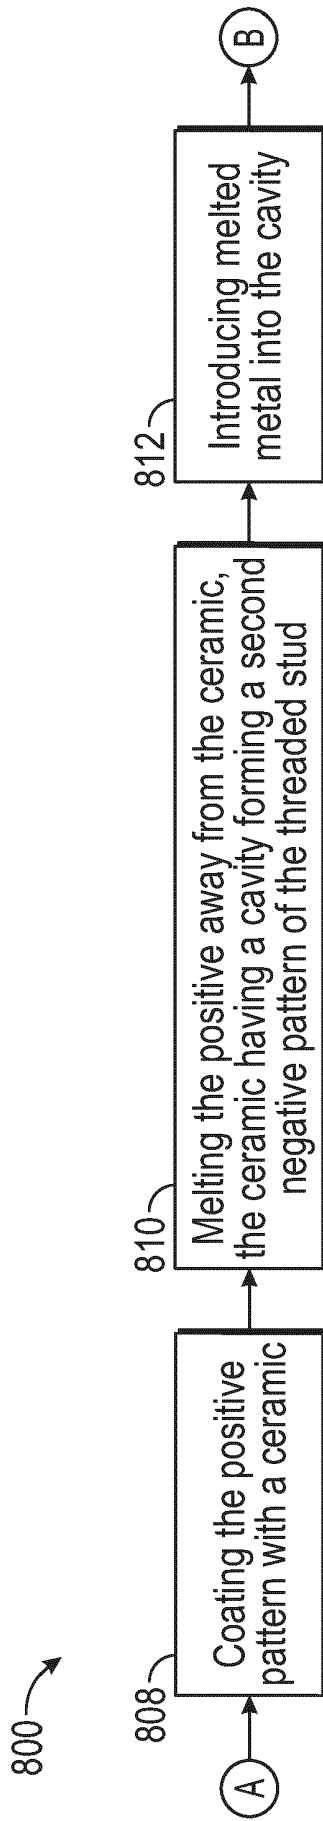 800
A
808
Coating the positive
pattern with a ceramic
810
Melting the positive away from the ceramic,
the ceramic having a cavity forming a second
negative pattern of the threaded stud
812
Introducing melted
metal into the cavity
B